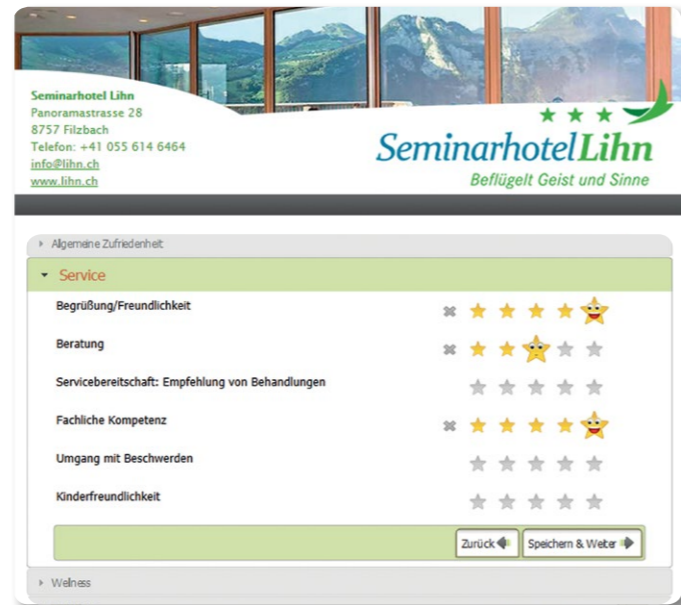 Seminarhotel Lihn
Panoramastrasse 28
8757 Filzbach
Telefon: +41 055 614 6464
info@lihn.ch
www.lihn.ch
SeminarhotelLihn
Beflügelt Geist und Sinne
Allgemeine Zufriedenheit
Service
Begrüßung/Freundlichkeit
Beratung
Servicebereitschaft: Empfehlung von Behandlungen
Fachliche Kompetenz
Umgang mit Beschwerden
Kinderfreundlichkeit
Zurück Speichern & Weiter
Wellness